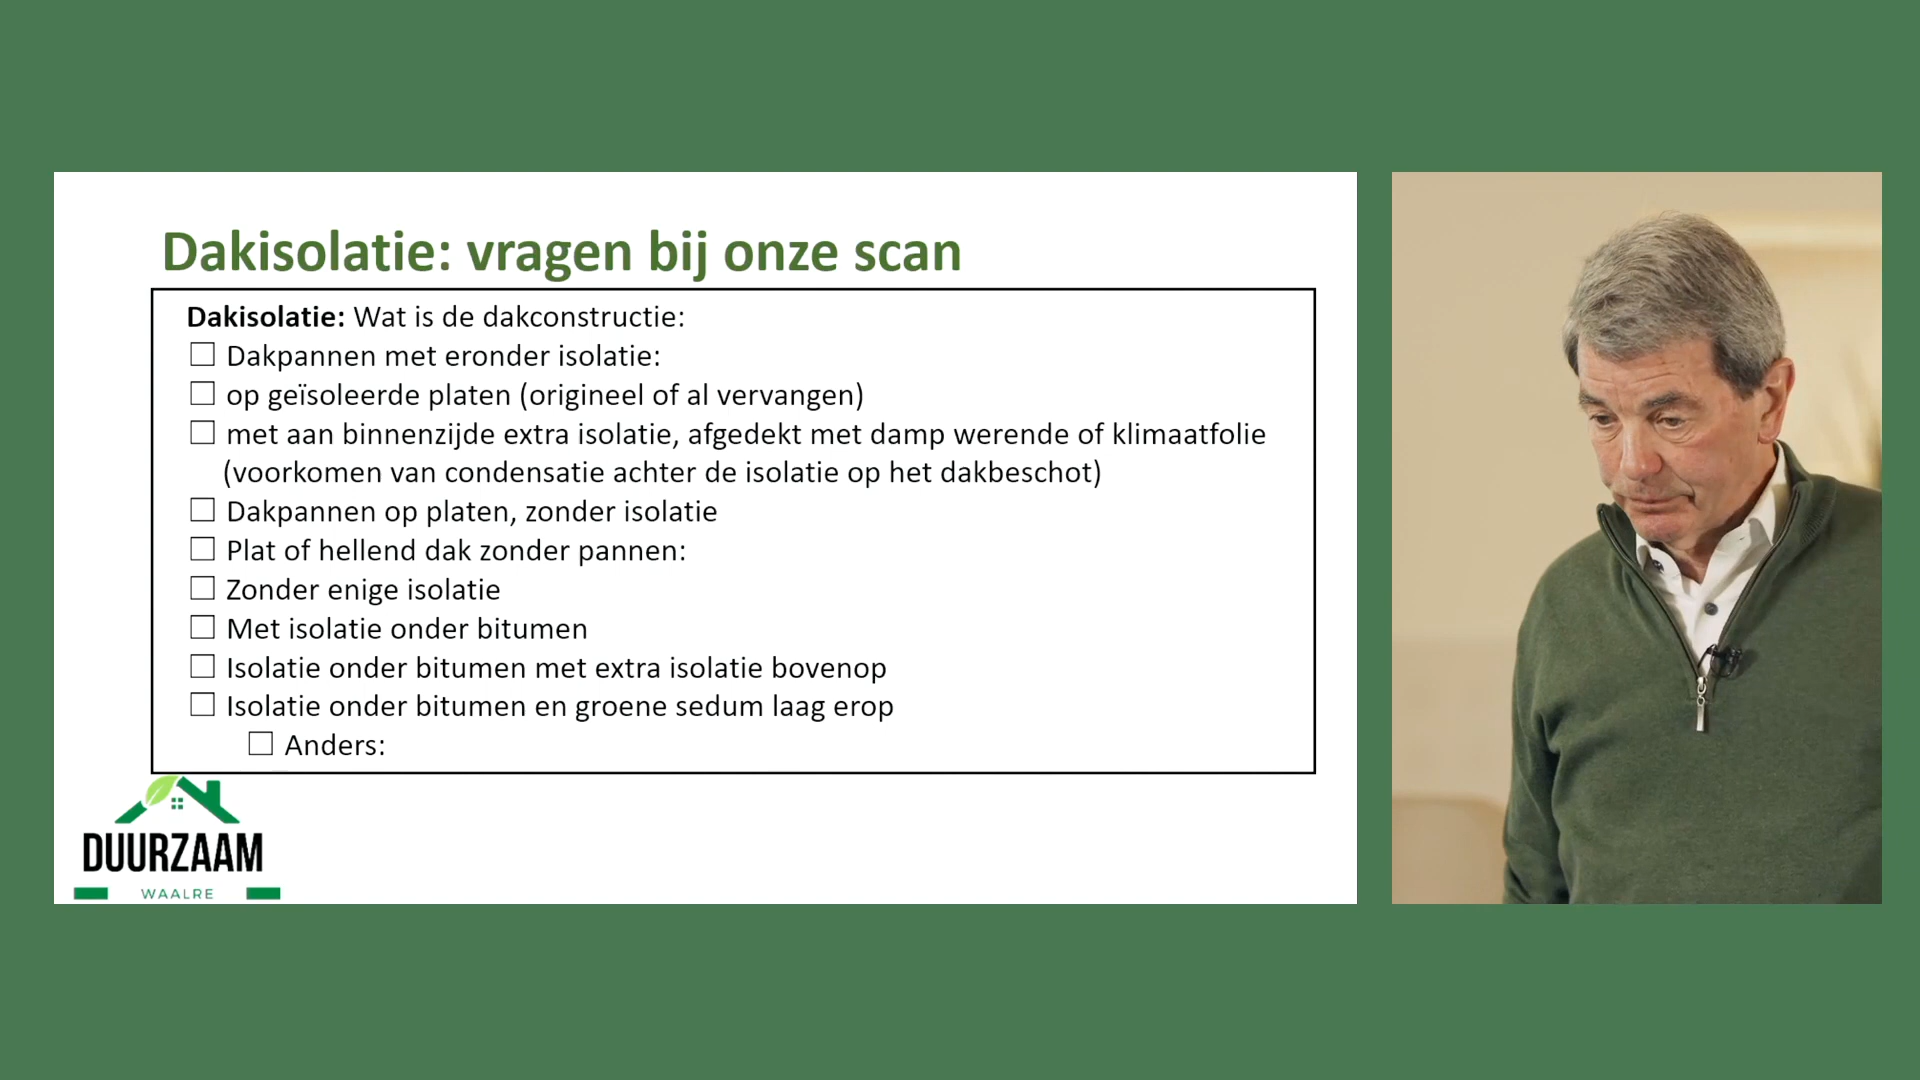 Dakisolatie: vragen bij onze scan
Dakisolatie: Wat is de dakconstructie:
☐ Dakpannen met eronder isolatie:
☐ op geïsoleerde platen (origineel of al vervangen)
☐ met aan binnenzijde extra isolatie, afgedekt met damp werende of klimaatfolie
(voorkomen van condensatie achter de isolatie op het dakbeschot)
☐ Dakpannen op platen, zonder isolatie
☐ Plat of hellend dak zonder pannen:
☐ Zonder enige isolatie
☐ Met isolatie onder bitumen
☐ Isolatie onder bitumen met extra isolatie bovenop
☐ Isolatie onder bitumen en groene sedum laag erop
☐ Anders:
DUURZAAM
WAALRE